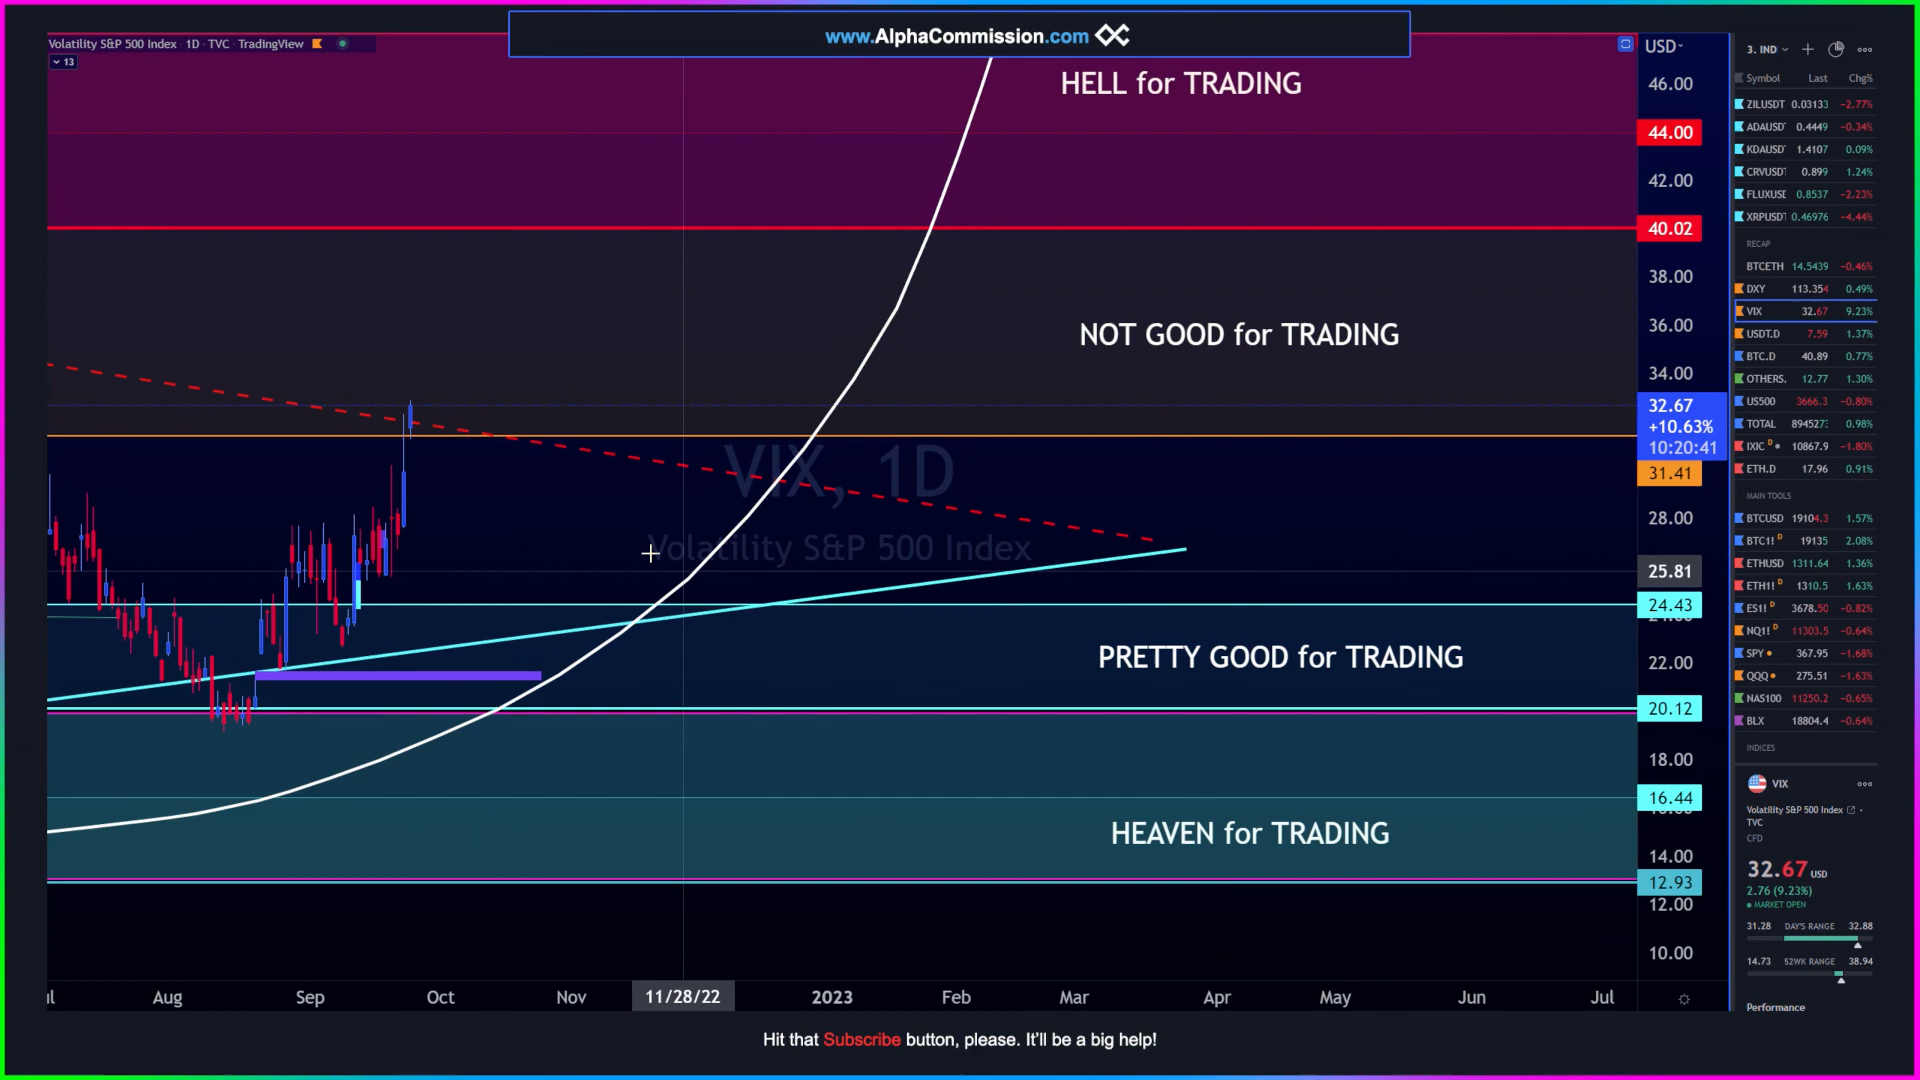 www.AlphaCommission.com
Volatility S&P 500 Index · 1D · TVC · TradingView
13
HELL for TRADING
NOT GOOD for TRADING
VIX, 1D
Volatility S&P 500 Index
PRETTY GOOD for TRADING
HEAVEN for TRADING
USD
46.00
44.00
42.00
40.02
38.00
36.00
34.00
32.67
+10.63%
10:20:41
31.41
28.00
25.81
24.43
22.00
20.12
18.00
16.44
14.00
12.93
12.00
10.00
Aug Sep Oct Nov 11/28/22 2023 Feb Mar Apr May Jun Jul
3. IND
Symbol Last Chg%
ZILUSDT 0.03133 −2.77%
ADAUSD 0.4449 −0.34%
KDAUSD 1.4107 0.09%
CRVUSD 0.899 1.24%
FLUXUSD 0.8537 −2.23%
XRPUSD 0.46976 −4.44%
RECAP
BTCETH 14.5439 −0.46%
DXY 113.354 0.49%
VIX 32.67 9.23%
USDT.D 7.59 1.37%
BTC.D 40.89 0.77%
OTHERS. 12.77 1.30%
US500 3666.3 −0.80%
TOTAL 8945273 0.98%
IXIC D 10867.9 −1.80%
ETH.D 17.96 0.91%
MAIN TOOLS
BTCUSD 19104.3 1.57%
BTC1! D 19135 2.08%
ETHUSD 1311.64 1.36%
ETH1! D 1310.5 1.63%
ES1! D 3678.50 −0.82%
NQ1! D 11303.5 −0.64%
SPY 367.95 −1.68%
QQQ 275.51 −1.63%
NAS100 11250.2 −0.65%
BLX 18804.4 −0.64%
INDICES
VIX
Volatility S&P 500 Index
TVC
CFD
32.67 USD
2.76 (9.23%)
MARKET OPEN
31.28 DAY'S RANGE 32.88
14.73 52WK RANGE 38.94
Performance
Hit that Subscribe button, please. It'll be a big help!